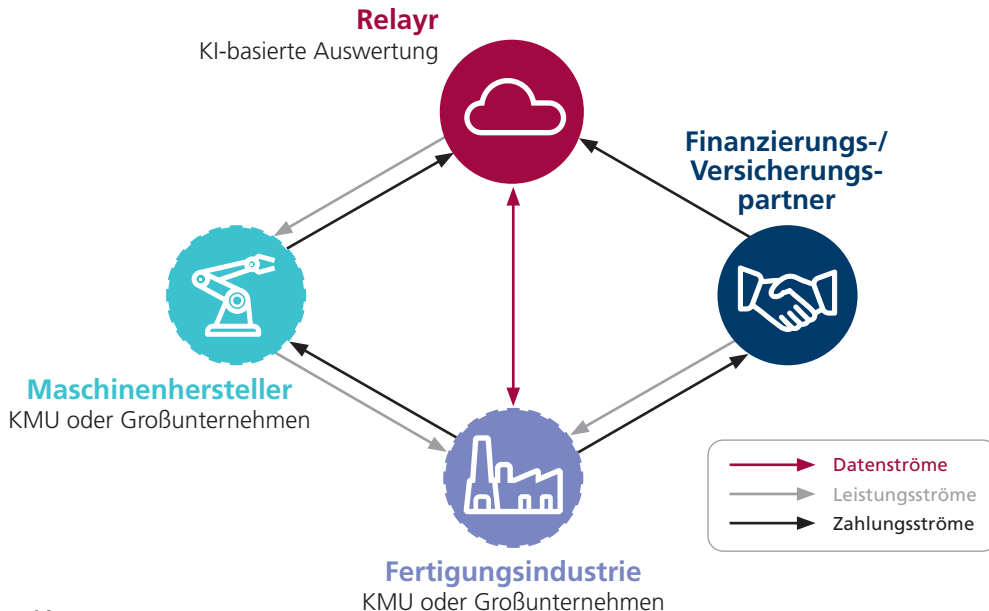 Relayr
KI-basierte Auswertung
Finanzierungs-/
Versicherungs-
partner
Maschinenhersteller
KMU oder Großunternehmen
Datenströme
Leistungsströme
Zahlungsströme
Fertigungsindustrie
KMU oder Großunternehmen